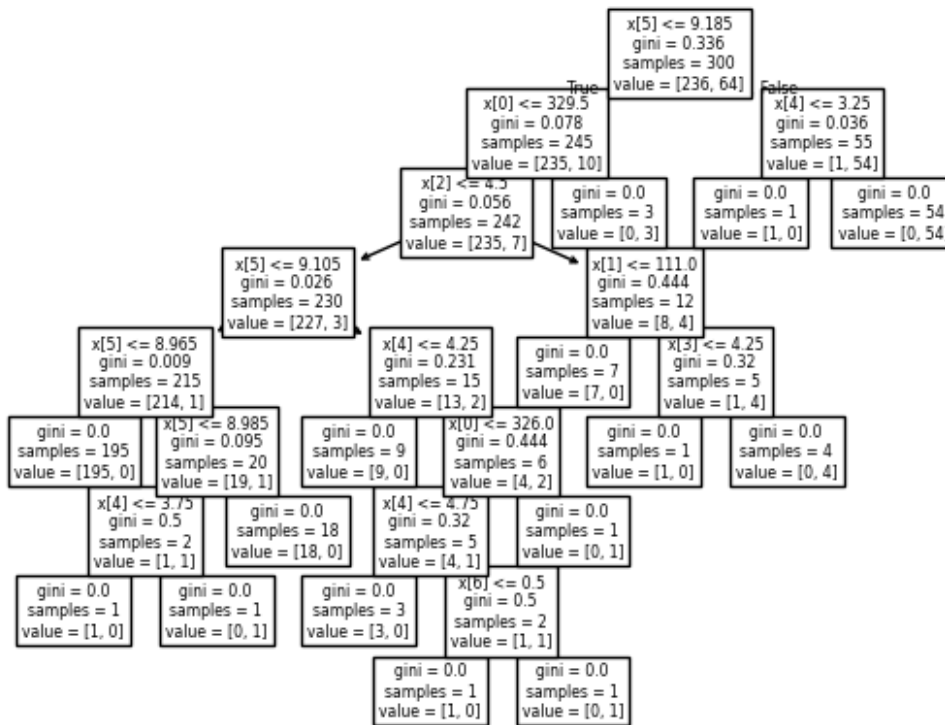 x[5] <= 9.185
gini = 0.336
samples = 300
value = [236, 64]
True
False
x[0] <= 329.5
gini = 0.078
samples = 245
value = [235, 10]
x[4] <= 3.25
gini = 0.036
samples = 55
value = [1, 54]
x[2] <= 4.5
gini = 0.056
samples = 242
value = [235, 7]
gini = 0.0
samples = 3
value = [0, 3]
gini = 0.0
samples = 1
value = [1, 0]
gini = 0.0
samples = 54
value = [0, 54]
x[5] <= 9.105
gini = 0.026
samples = 230
value = [227, 3]
x[1] <= 111.0
gini = 0.444
samples = 12
value = [8, 4]
x[5] <= 8.965
gini = 0.009
samples = 215
value = [214, 1]
x[4] <= 4.25
gini = 0.231
samples = 15
value = [13, 2]
gini = 0.0
samples = 7
value = [7, 0]
x[3] <= 4.25
gini = 0.32
samples = 5
value = [1, 4]
gini = 0.0
samples = 195
value = [195, 0]
x[5] <= 8.985
gini = 0.095
samples = 20
value = [19, 1]
gini = 0.0
samples = 9
value = [9, 0]
x[0] <= 326.0
gini = 0.444
samples = 6
value = [4, 2]
gini = 0.0
samples = 1
value = [1, 0]
gini = 0.0
samples = 4
value = [0, 4]
x[4] <= 3.75
gini = 0.5
samples = 2
value = [1, 1]
gini = 0.0
samples = 18
value = [18, 0]
x[4] <= 4.75
gini = 0.32
samples = 5
value = [4, 1]
gini = 0.0
samples = 1
value = [0, 1]
gini = 0.0
samples = 1
value = [1, 0]
gini = 0.0
samples = 1
value = [0, 1]
gini = 0.0
samples = 3
value = [3, 0]
x[6] <= 0.5
gini = 0.5
samples = 2
value = [1, 1]
gini = 0.0
samples = 1
value = [1, 0]
gini = 0.0
samples = 1
value = [0, 1]